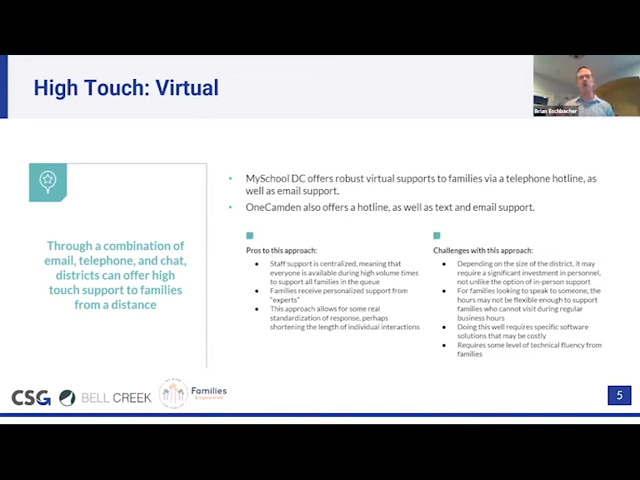 High Touch: Virtual
Brian Eschbacher
Through a combination of
email, telephone, and chat,
districts can offer high
touch support to families
from a distance
• MySchool DC offers robust virtual supports to families via a telephone hotline, as
well as email support.
• OneCamden also offers a hotline, as well as text and email support.
Pros to this approach:
● Staff support is centralized, meaning that
everyone is available during high volume times
to support all families in the queue
● Families receive personalized support from
"experts"
● This approach allows for some real
standardization of response, perhaps
shortening the length of individual interactions
Challenges with this approach:
● Depending on the size of the district, it may
require a significant investment in personnel,
not unlike the option of in-person support
● For families looking to speak to someone, the
hours may not be flexible enough to support
families who cannot visit during regular
business hours
● Doing this well requires specific software
solutions that may be costly
● Requires some level of technical fluency from
families
CSG
BELL CREEK
Families
5